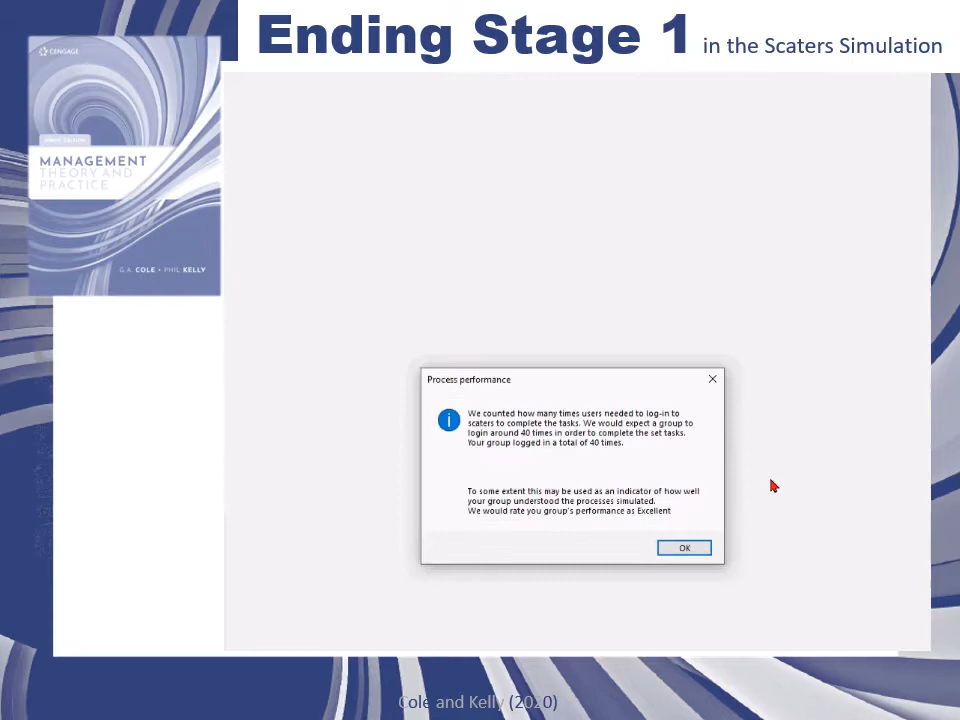 Ending Stage 1 in the Scaters Simulation
CENGAGE
MANAGEMENT
THEORY AND
PRACTICE
G.A. COLE • PHIL KELLY
Process performance
We counted how many times users needed to log-in to
scaters to complete the tasks. We would expect a group to
login around 40 times in order to complete the set tasks.
Your group logged in a total of 40 times.
To some extent this may be used as an indicator of how well
your group understood the processes simulated.
We would rate you group's performance as Excellent
OK
Cole and Kelly (2020)